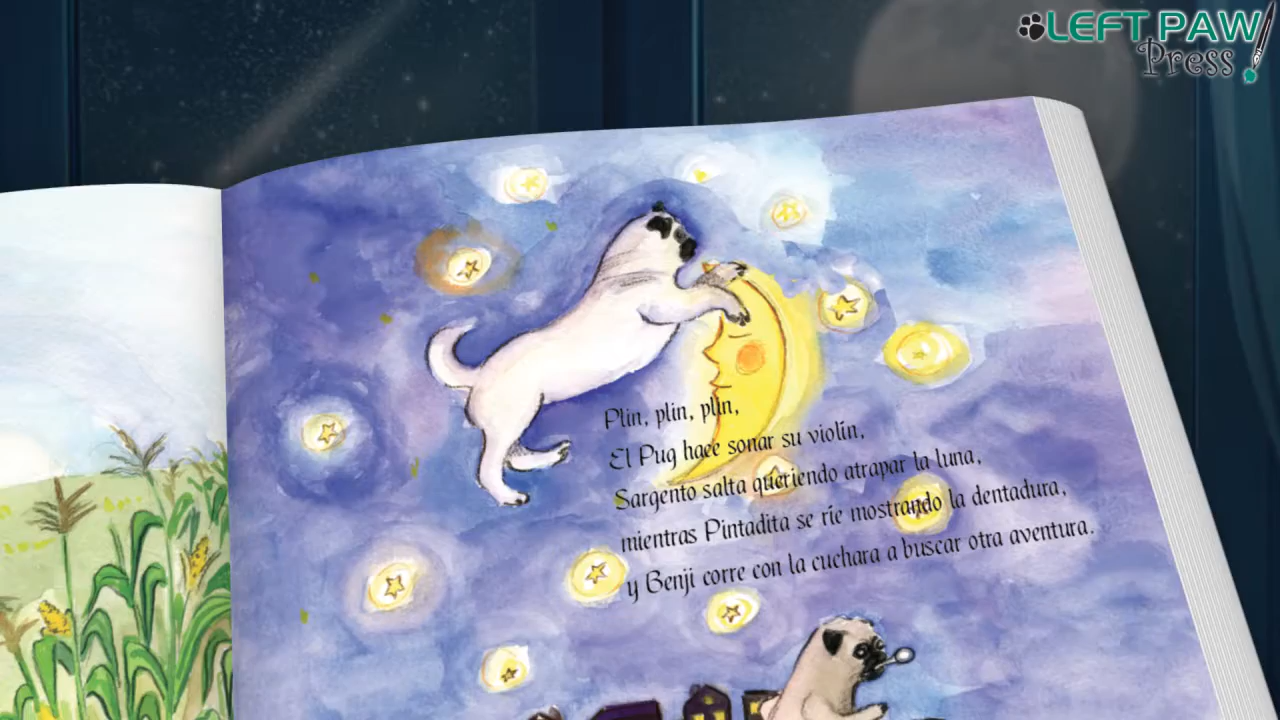 LEFT PAW
Press
Plin, plin, plin,
El Pug hace sonar su violín,
Sargento salta queriendo atrapar la luna,
mientras Pintadita se ríe mostrando la dentadura,
y Benji corre con la cuchara a buscar otra aventura.